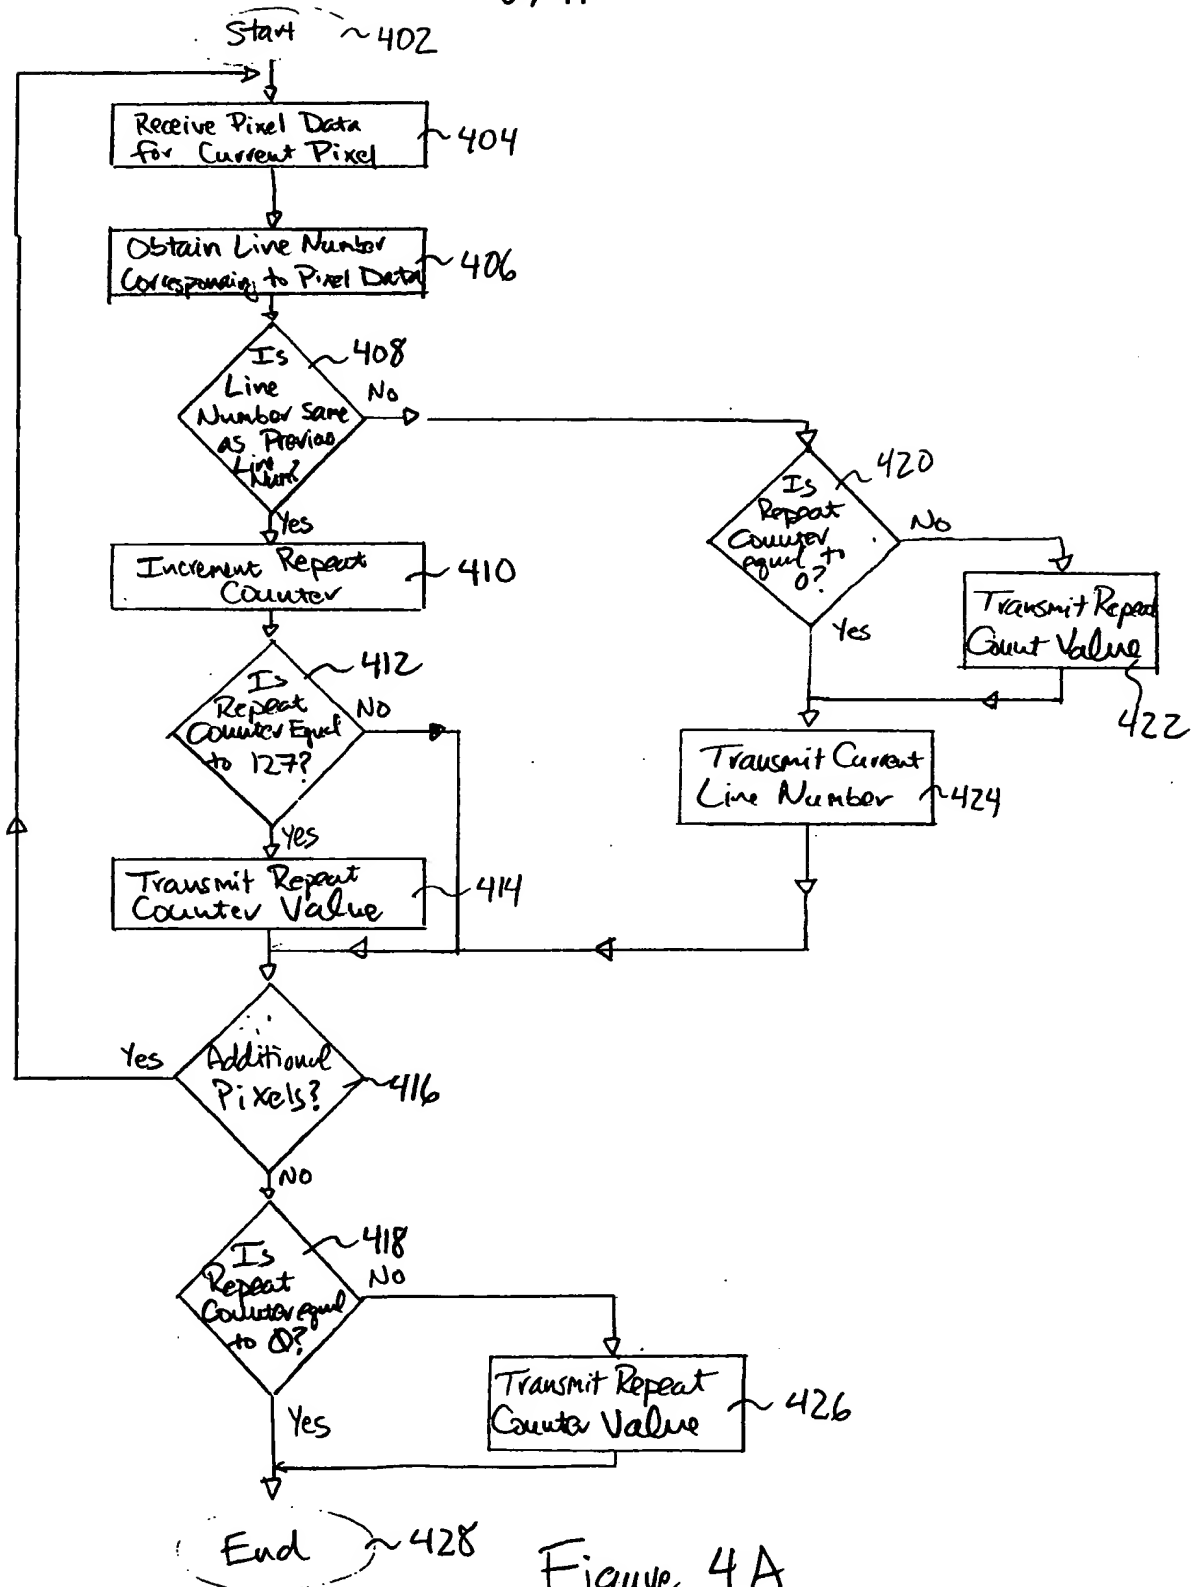 Start
402
Receive Pixel Data
for Current Pixel
404
Obtain Line Number
Corresponding to Pixel Data
406
Is
Line
Number Same
as Previou
Line
Num?
408
No
Yes
Increment Repeat
Counter
410
Is
Repeat
Counter Equal
to 127?
412
No
Yes
Transmit Repeat
Counter Value
414
Is
Repeat
Counter
equal to
0?
420
No
Yes
Transmit Repeat
Count Value
422
Transmit Current
Line Number
424
Additional
Pixels?
416
Yes
No
Is
Repeat
Counter equal
to 0?
418
No
Yes
Transmit Repeat
Counter Value
426
End
428
Figure 4A